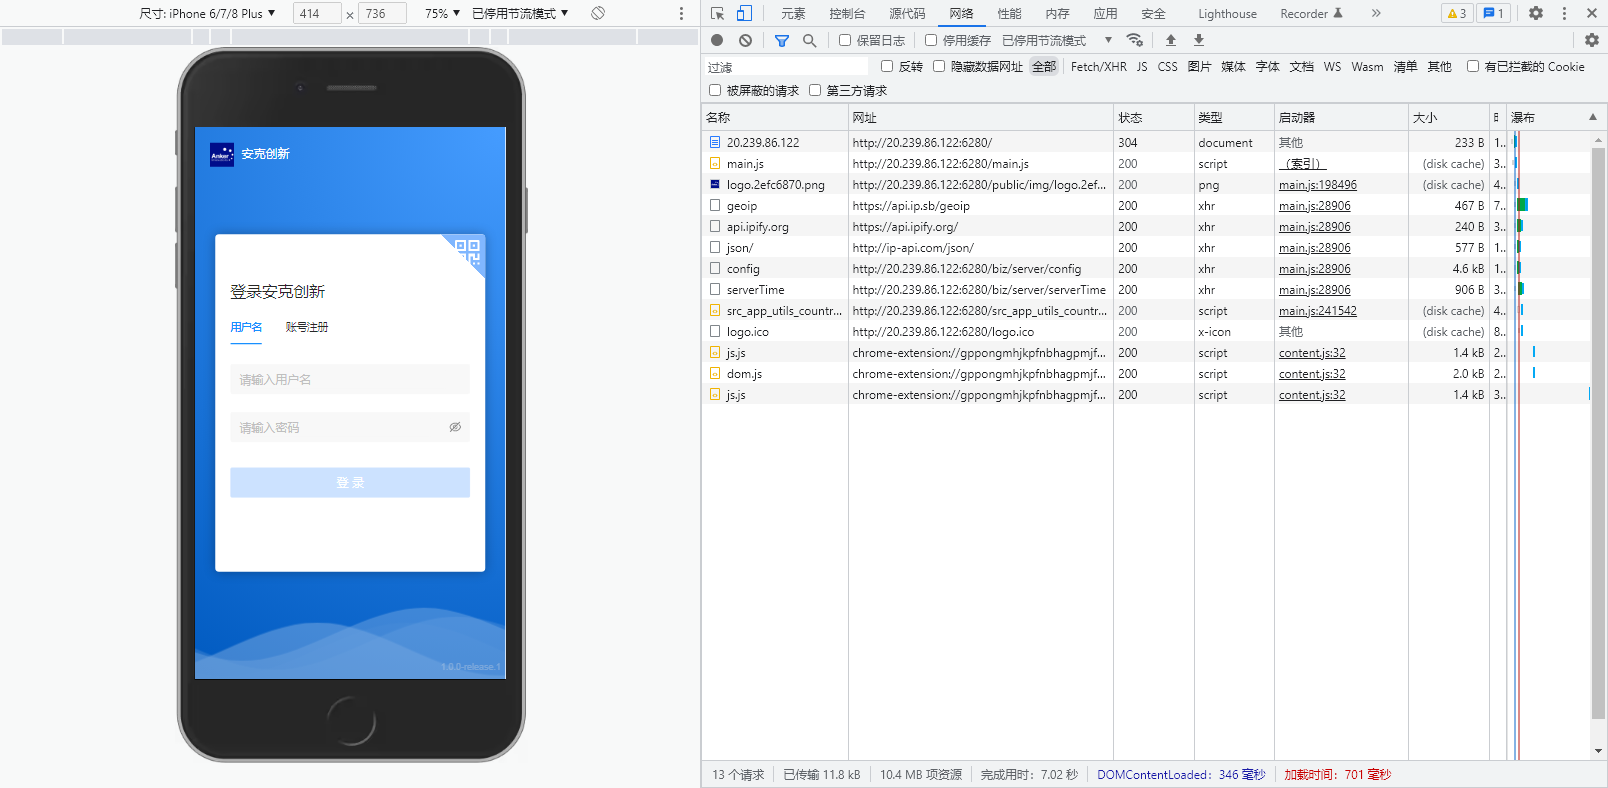 尺寸: iPhone 6/7/8 Plus ▼ 414 × 736 75% ▼ 已停用节流模式 ▼
Anker 安克创新
登录安克创新
用户名 账号注册
请输入用户名
请输入密码
登 录
1.0.0-release.1
元素 控制台 源代码 网络 性能 内存 应用 安全 Lighthouse Recorder » 3 1
保留日志 停用缓存 已停用节流模式 ▼
过滤 反转 隐藏数据网址 全部 Fetch/XHR JS CSS 图片 媒体 字体 文档 WS Wasm 清单 其他 有已拦截的 Cookie
被屏蔽的请求 第三方请求
名称 网址 状态 类型 启动器 大小 瀑布
20.239.86.122 http://20.239.86.122:6280/ 304 document 其他 233 B 1..
main.js http://20.239.86.122:6280/main.js 200 script （索引） (disk cache) 3..
logo.2efc6870.png http://20.239.86.122:6280/public/img/logo.2ef... 200 png main.js:198496 (disk cache) 4..
geoip https://api.ip.sb/geoip 200 xhr main.js:28906 467 B 7..
api.ipify.org https://api.ipify.org/ 200 xhr main.js:28906 240 B 3..
json/ http://ip-api.com/json/ 200 xhr main.js:28906 577 B 1..
config http://20.239.86.122:6280/biz/server/config 200 xhr main.js:28906 4.6 kB 1..
serverTime http://20.239.86.122:6280/biz/server/serverTime 200 xhr main.js:28906 906 B 3..
src_app_utils_countr... http://20.239.86.122:6280/src_app_utils_countr... 200 script main.js:241542 (disk cache) 4..
logo.ico http://20.239.86.122:6280/logo.ico 200 x-icon 其他 (disk cache) 8..
js.js chrome-extension://gppongmhjkpfnbhagpmjf... 200 script content.js:32 1.4 kB 2..
dom.js chrome-extension://gppongmhjkpfnbhagpmjf... 200 script content.js:32 2.0 kB 2..
js.js chrome-extension://gppongmhjkpfnbhagpmjf... 200 script content.js:32 1.4 kB 3..
13 个请求 已传输 11.8 kB 10.4 MB 项资源 完成用时：7.02 秒 DOMContentLoaded：346 毫秒 加载时间：701 毫秒